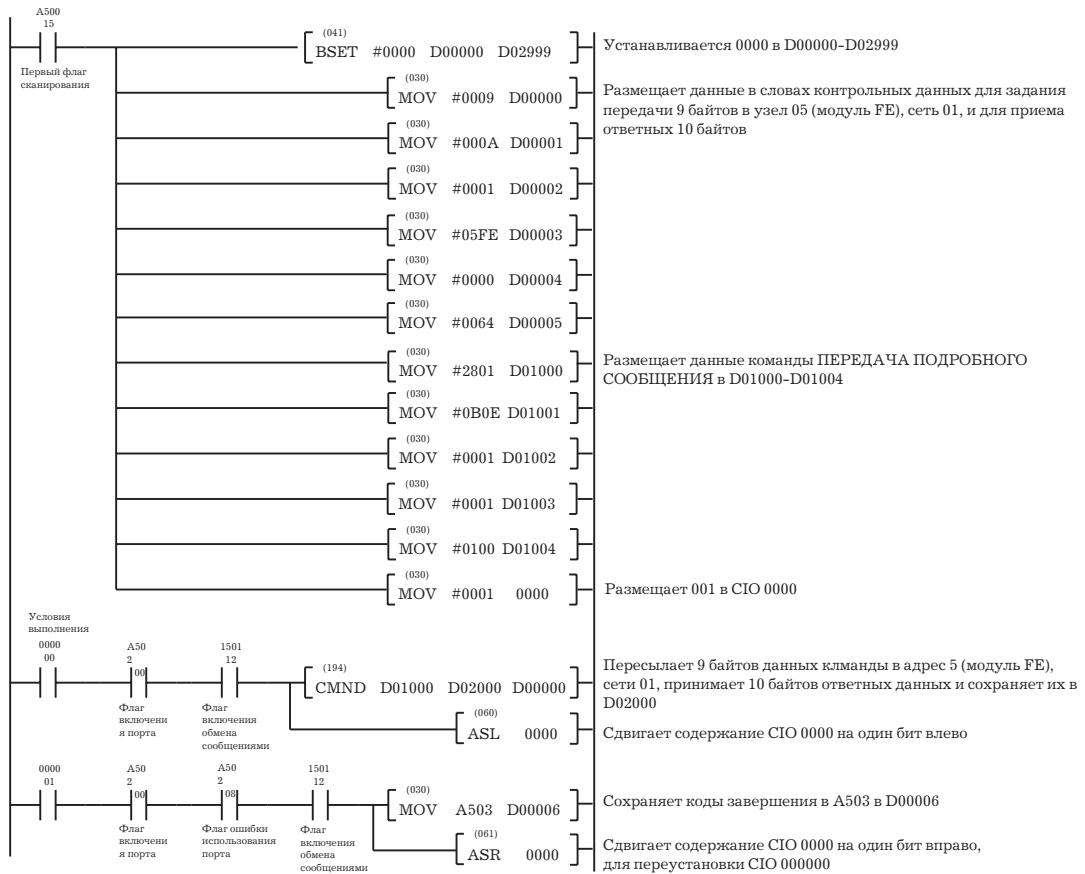 A500
15
Первый флаг
сканирования
(041)
BSET #0000 D00000 D02999
Устанавливается 0000 в D00000-D02999
(030)
MOV #0009 D00000
Размещает данные в словах контрольных данных для задания
передачи 9 байтов в узел 05 (модуль FE), сеть 01, и для приема
ответных 10 байтов
(030)
MOV #000A D00001
(030)
MOV #0001 D00002
(030)
MOV #05FE D00003
(030)
MOV #0000 D00004
(030)
MOV #0064 D00005
(030)
MOV #2801 D01000
Размещает данные команды ПЕРЕДАЧА ПОДРОБНОГО
СООБЩЕНИЯ в D01000-D01004
(030)
MOV #0B0E D01001
(030)
MOV #0001 D01002
(030)
MOV #0001 D01003
(030)
MOV #0100 D01004
(030)
MOV #0001 0000
Размещает 001 в CIO 0000
Условия
выполнения
0000
00
A50
2
00
Флаг
включени
я порта
1501
12
Флаг
включения
обмена
сообщениями
(194)
CMND D01000 D02000 D00000
Пересылает 9 байтов данных клманды в адрес 5 (модуль FE),
сети 01, принимает 10 байтов ответных данных и сохраняет их в
D02000
(060)
ASL 0000
Сдвигает содержание CIO 0000 на один бит влево
0000
01
A50
2
00
Флаг
включени
я порта
A50
2
08
Флаг ошибки
использования
порта
1501
12
Флаг
включения
обмена
сообщениями
(030)
MOV A503 D00006
Сохраняет коды завершения в A503 в D00006
(061)
ASR 0000
Сдвигает содержание CIO 0000 на один бит вправо,
для переустановки CIO 000000